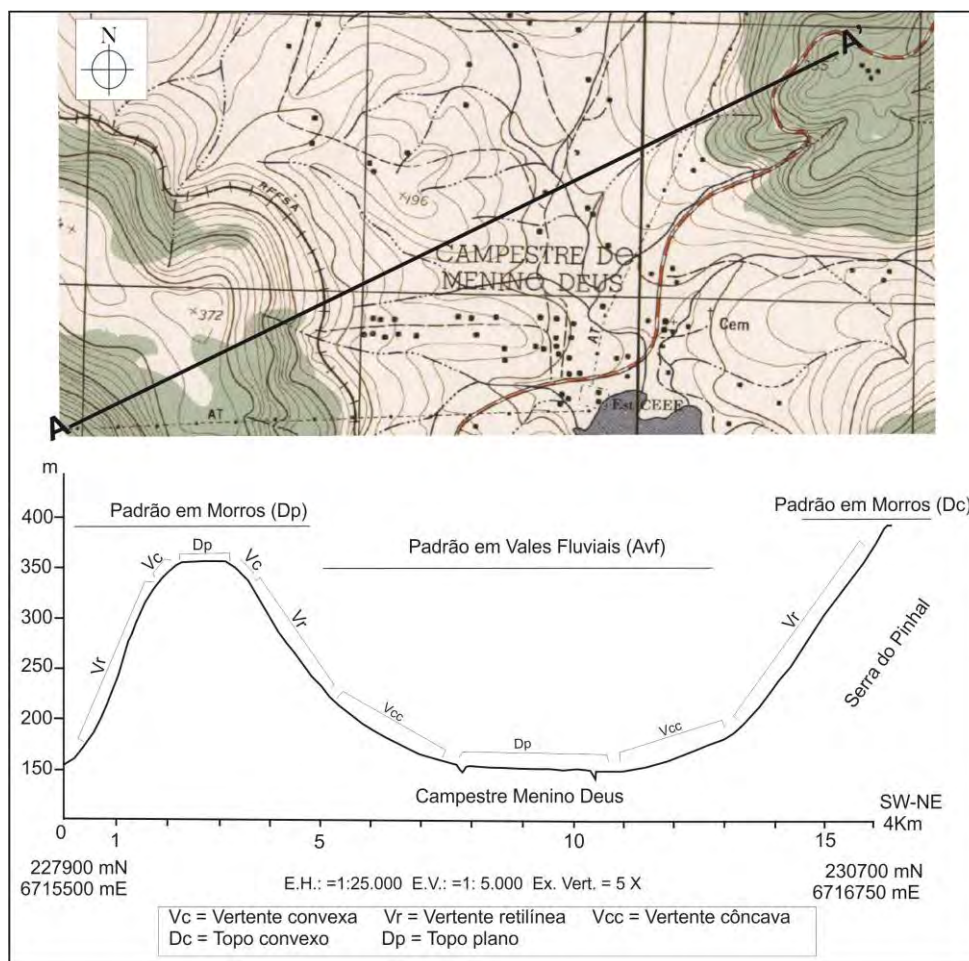 N
A'
RFFSA
196
CAMPESTRE DO
MENINO DEUS
372
Cem
AT
AT
Est CEEE
A
m
Padrão em Morros (Dp)
Padrão em Morros (Dc)
Padrão em Vales Fluviais (Avf)
400
350
300
250
200
150
100
Vr
Vc
Dp
Vc
Vr
Vcc
Dp
Vcc
Vr
Serra do Pinhal
Campestre Menino Deus
SW-NE
0
1
5
10
15
4Km
227900 mN
6715500 mE
230700 mN
6716750 mE
E.H.: =1:25.000 E.V.: =1: 5.000 Ex. Vert. = 5 X
Vc = Vertente convexa Vr = Vertente retilínea Vcc = Vertente côncava
Dc = Topo convexo Dp = Topo plano